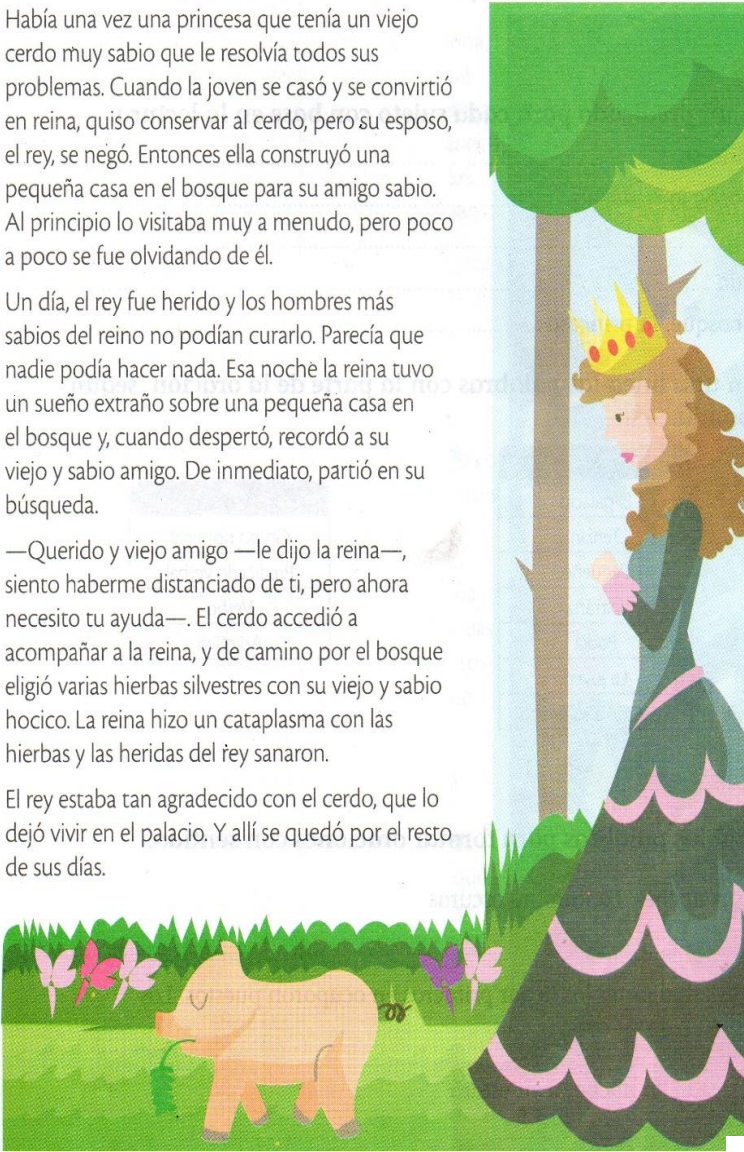 Había una vez una princesa que tenía un viejo
cerdo muy sabio que le resolvía todos sus
problemas. Cuando la joven se casó y se convirtió
en reina, quiso conservar al cerdo, pero su esposo,
el rey, se negó. Entonces ella construyó una
pequeña casa en el bosque para su amigo sabio.
Al principio lo visitaba muy a menudo, pero poco
a poco se fue olvidando de él.
Un día, el rey fue herido y los hombres más
sabios del reino no podían curarlo. Parecía que
nadie podía hacer nada. Esa noche la reina tuvo
un sueño extraño sobre una pequeña casa en
el bosque y, cuando despertó, recordó a su
viejo y sabio amigo. De inmediato, partió en su
búsqueda.
—Querido y viejo amigo —le dijo la reina—,
siento haberme distanciado de ti, pero ahora
necesito tu ayuda—. El cerdo accedió a
acompañar a la reina, y de camino por el bosque
eligió varias hierbas silvestres con su viejo y sabio
hocico. La reina hizo un cataplasma con las
hierbas y las heridas del rey sanaron.
El rey estaba tan agradecido con el cerdo, que lo
dejó vivir en el palacio. Y allí se quedó por el resto
de sus días.